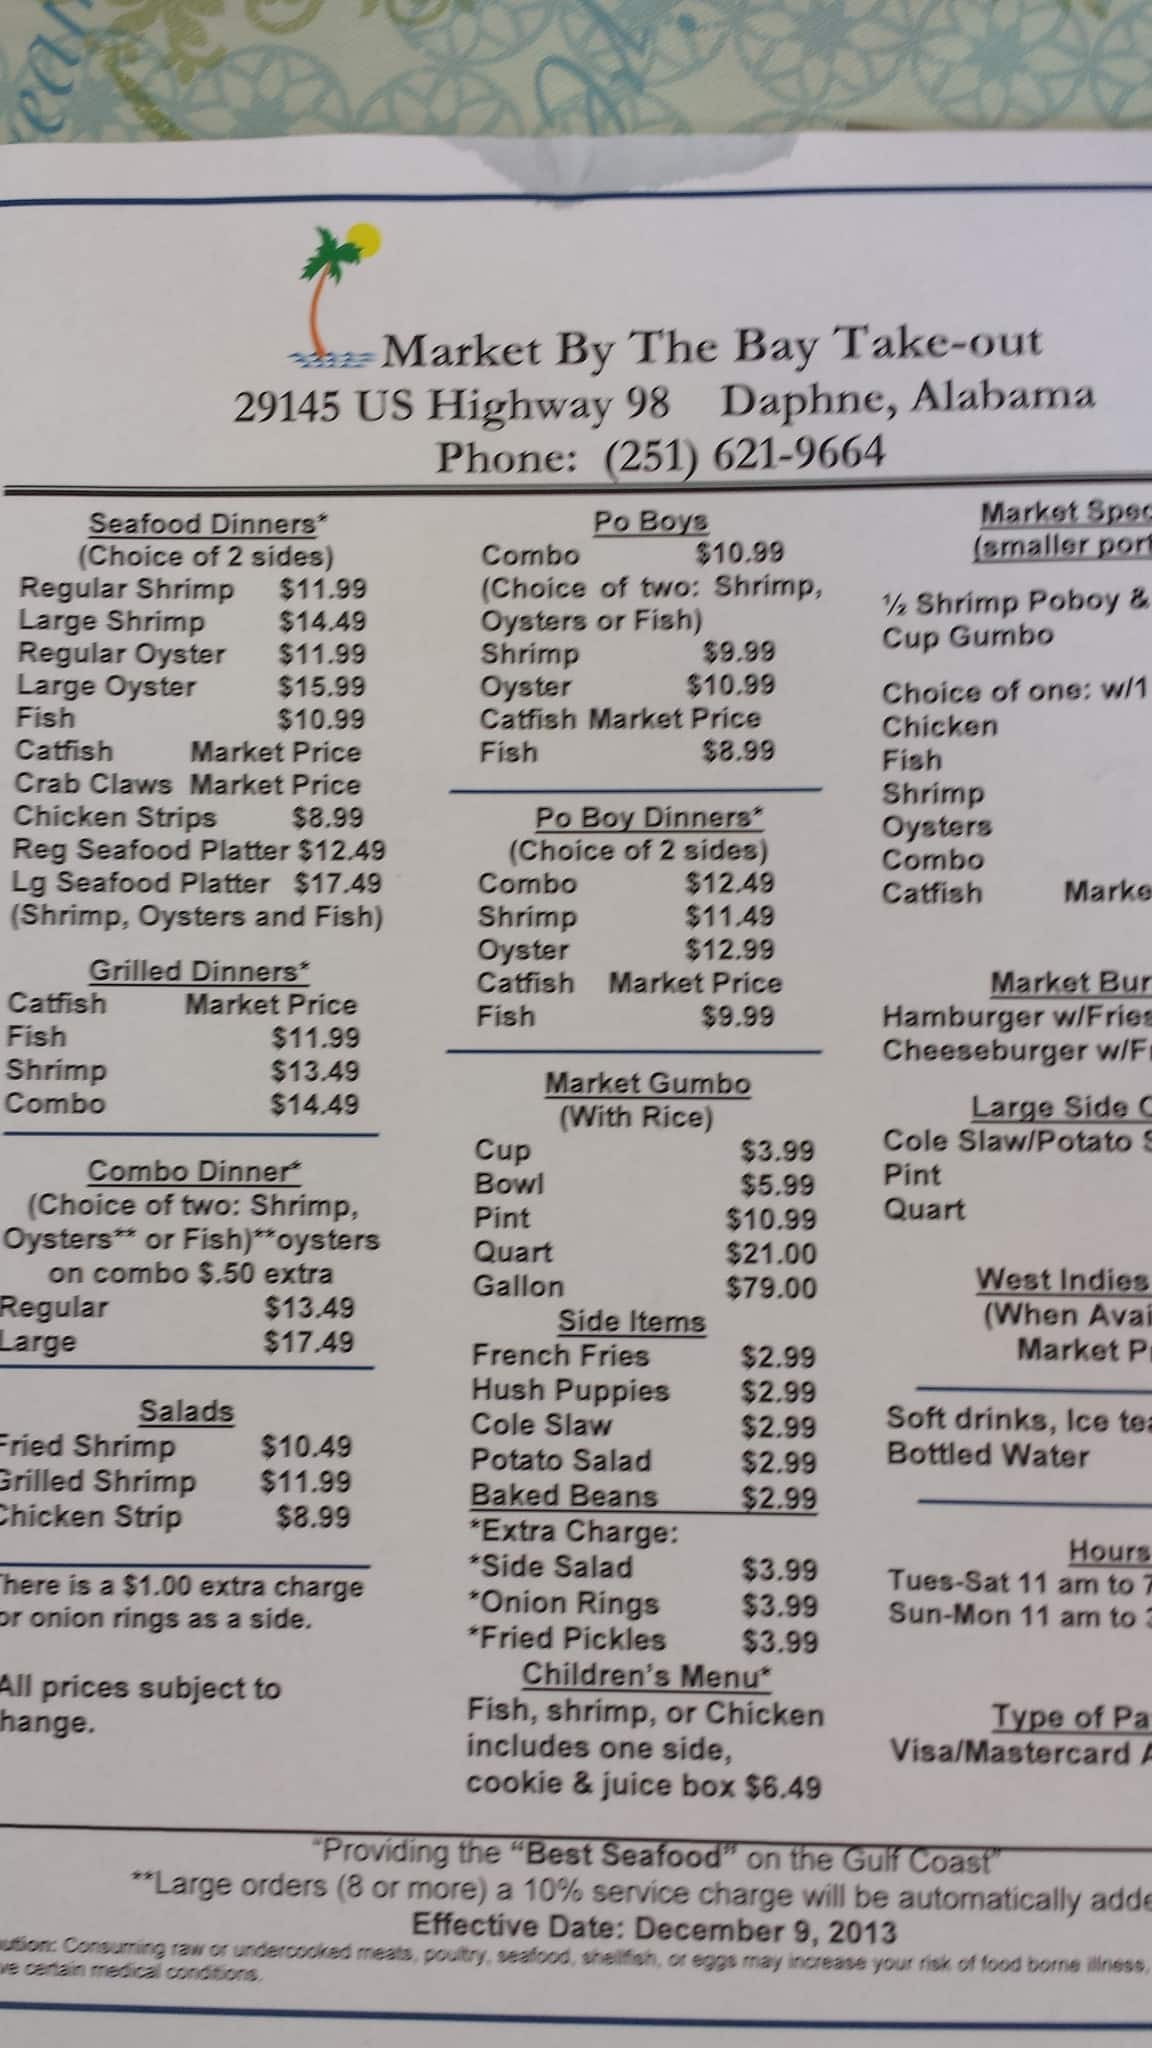 Market By The Bay Take-out
29145 US Highway 98 Daphne, Alabama
Phone: (251) 621-9664
Seafood Dinners*
(Choice of 2 sides)
Regular Shrimp $11.99
Large Shrimp $14.49
Regular Oyster $11.99
Large Oyster $15.99
Fish $10.99
Catfish Market Price
Crab Claws Market Price
Chicken Strips $8.99
Reg Seafood Platter $12.49
Lg Seafood Platter $17.49
(Shrimp, Oysters and Fish)
Grilled Dinners*
Catfish Market Price
Fish $11.99
Shrimp $13.49
Combo $14.49
Combo Dinner*
(Choice of two: Shrimp,
Oysters** or Fish)**oysters
on combo $.50 extra
Regular $13.49
Large $17.49
Salads
Fried Shrimp $10.49
Grilled Shrimp $11.99
Chicken Strip $8.99
There is a $1.00 extra charge
or onion rings as a side.
All prices subject to
hange.
Po Boys
Combo $10.99
(Choice of two: Shrimp,
Oysters or Fish)
Shrimp $9.99
Oyster $10.99
Catfish Market Price
Fish $8.99
Po Boy Dinners*
(Choice of 2 sides)
Combo $12.49
Shrimp $11.49
Oyster $12.99
Catfish Market Price
Fish $9.99
Market Gumbo
(With Rice)
Cup $3.99
Bowl $5.99
Pint $10.99
Quart $21.00
Gallon $79.00
Side Items
French Fries $2.99
Hush Puppies $2.99
Cole Slaw $2.99
Potato Salad $2.99
Baked Beans $2.99
*Extra Charge:
*Side Salad $3.99
*Onion Rings $3.99
*Fried Pickles $3.99
Children's Menu*
Fish, shrimp, or Chicken
includes one side,
cookie & juice box $6.49
Market Spec
(smaller port
½ Shrimp Poboy &
Cup Gumbo
Choice of one: w/1
Chicken
Fish
Shrimp
Oysters
Combo
Catfish Marke
Market Bur
Hamburger w/Fries
Cheeseburger w/Fr
Large Side
Cole Slaw/Potato S
Pint
Quart
West Indies
(When Avai
Market Pr
Soft drinks, Ice tea
Bottled Water
Hours
Tues-Sat 11 am to 7
Sun-Mon 11 am to
Type of Pa
Visa/Mastercard A
"Providing the "Best Seafood" on the Gulf Coast"
**Large orders (8 or more) a 10% service charge will be automatically adde
Effective Date: December 9, 2013
ution: Consuming raw or undercooked meats, poultry, seafood, shellfish, or eggs may increase your risk of food borne illness,
ve certain medical conditions.